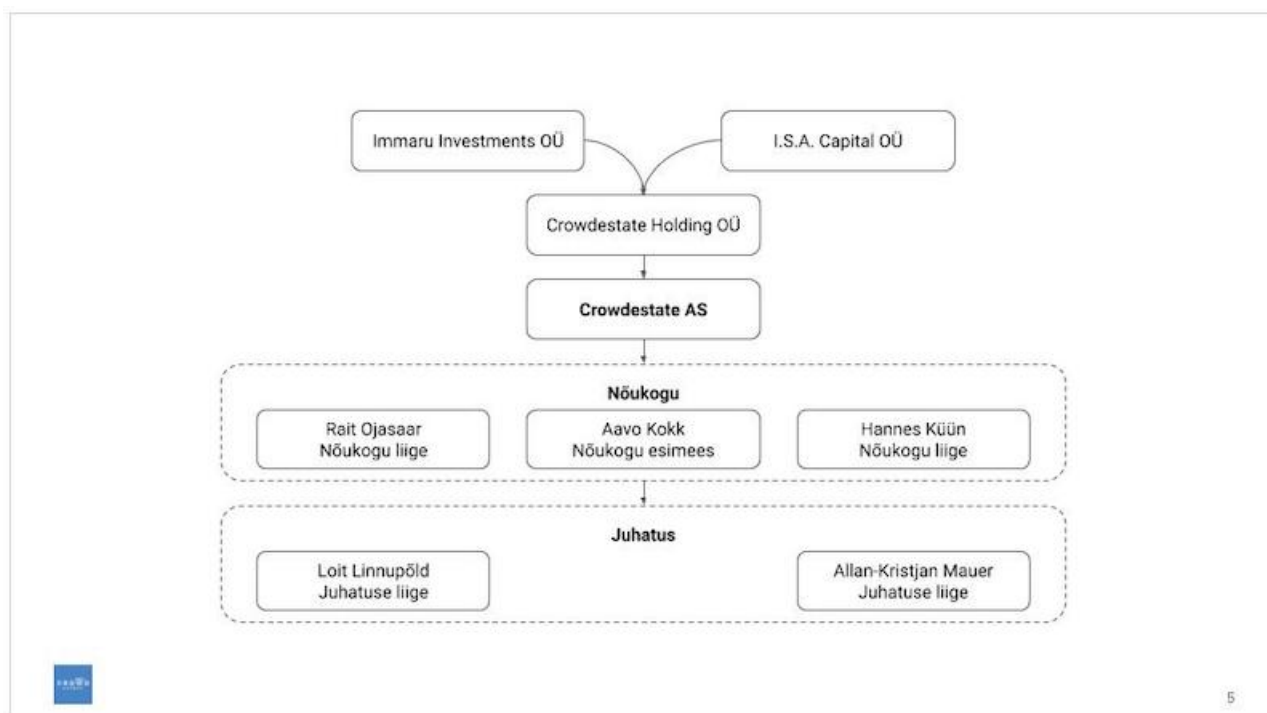 Immaru Investments OÜ
I.S.A. Capital OÜ
Crowdestate Holding OÜ
Crowdestate AS
Nõukogu
Rait Ojasaar
Nõukogu liige
Aavo Kokk
Nõukogu esimees
Hannes Küün
Nõukogu liige
Juhatus
Loit Linnupõld
Juhatuse liige
Allan-Kristjan Mauer
Juhatuse liige
5